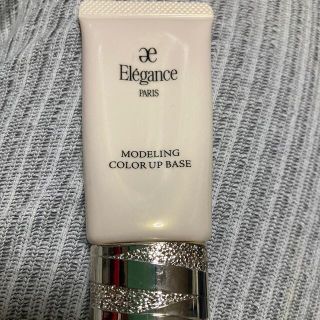 æ
Elégance
PARIS
MODELING
COLOR UP BASE